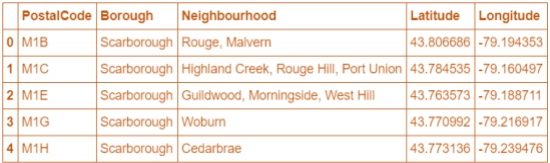 PostalCode Borough Neighbourhood Latitude Longitude
0 M1B Scarborough Rouge, Malvern 43.806686 -79.194353
1 M1C Scarborough Highland Creek, Rouge Hill, Port Union 43.784535 -79.160497
2 M1E Scarborough Guildwood, Morningside, West Hill 43.763573 -79.188711
3 M1G Scarborough Woburn 43.770992 -79.216917
4 M1H Scarborough Cedarbrae 43.773136 -79.239476